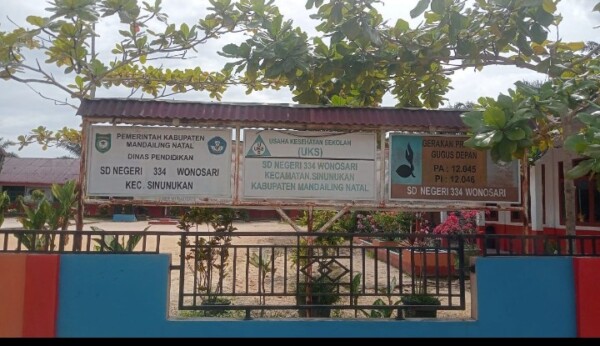 PEMERINTAH KABUPATEN
MANDAILING NATAL
DINAS PENDIDIKAN
SD NEGERI 334 WONOSARI
KEC. SINUNUKAN
USAHA KESEHATAN SEKOLAH
(UKS)
SD NEGERI 334 WONOSARI
KECAMATAN. SINUNUKAN
KABUPATEN MANDAILING NATAL
GERAKAN
GUGUS DEPAN
PA : 12.045
PI : 12.046
SD NEGERI 334 WONOSARI